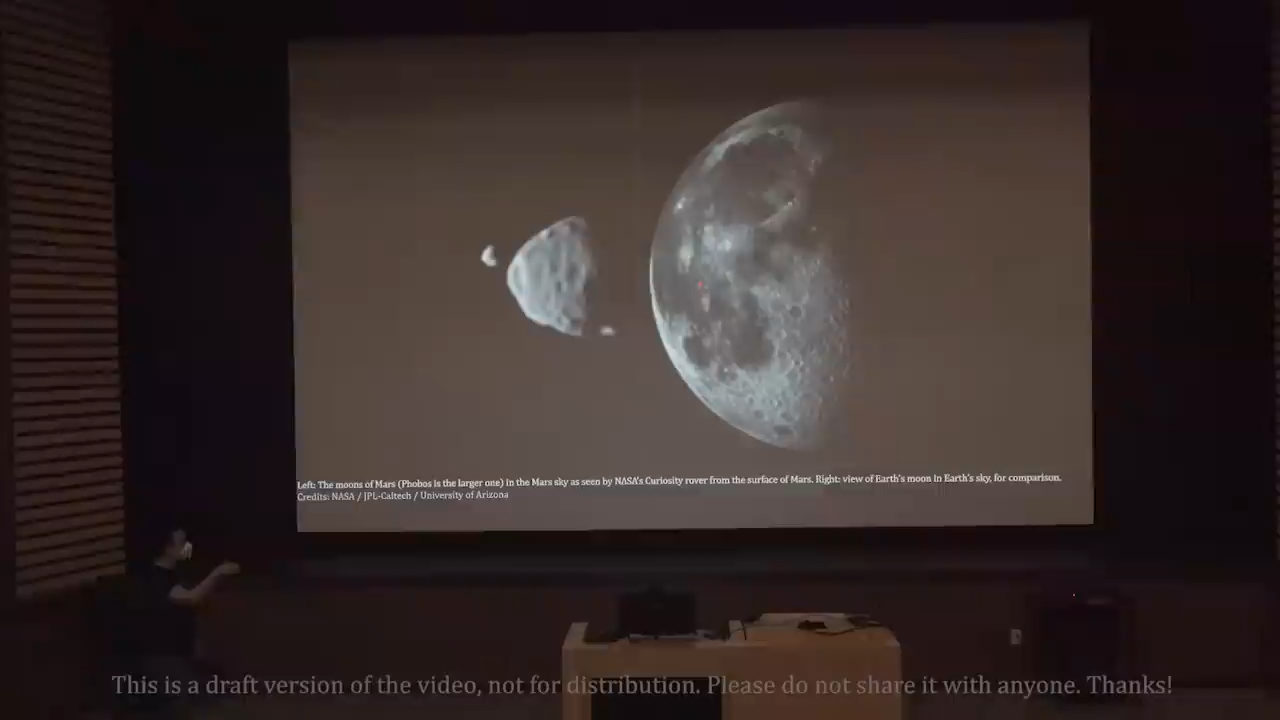 Left: The moons of Mars (Phobos is the larger one) in the Mars sky as seen by NASA's Curiosity rover from the surface of Mars. Right: view of Earth's moon in Earth's sky, for comparison.
Credits: NASA / JPL-Caltech / University of Arizona
This is a draft version of the video, not for distribution. Please do not share it with anyone. Thanks!